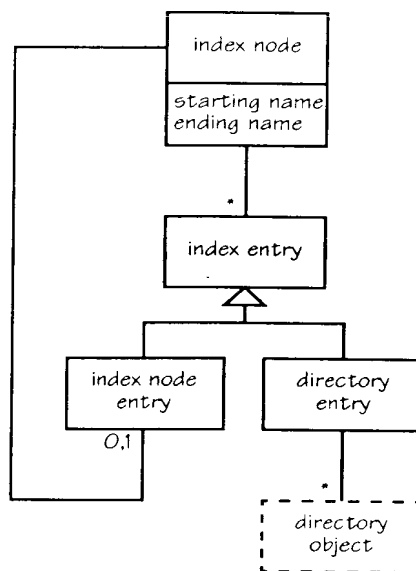 index node
starting name
ending name
*
index entry
index node
entry
directory
entry
0,1
*
directory
object